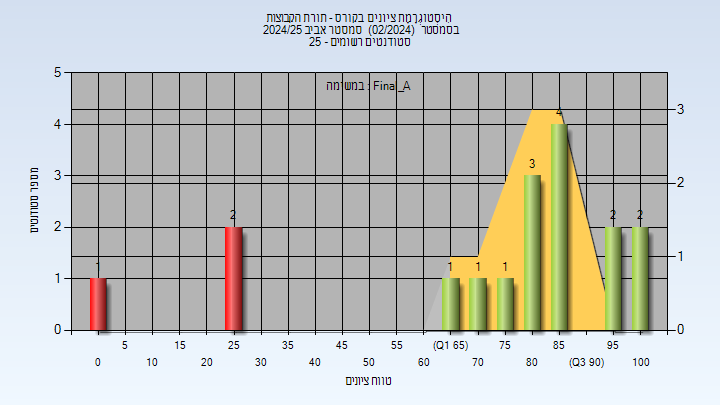 היסטוגרמת ציונים בקורס - תורת הקבוצות
בסמסטר (02/2024) סמסטר אביב 2024/25
סטודנטים רשומים - 25
במשימה : Final_A
מספר סטודנטים
5
4
3
2
1
0
3
2
1
0
1
2
1
1
1
3
4
2
2
5 15 25 35 45 55 (Q1 65) 75 85 95
0 10 20 30 40 50 60 70 80 (Q3 90) 100
טווח ציונים